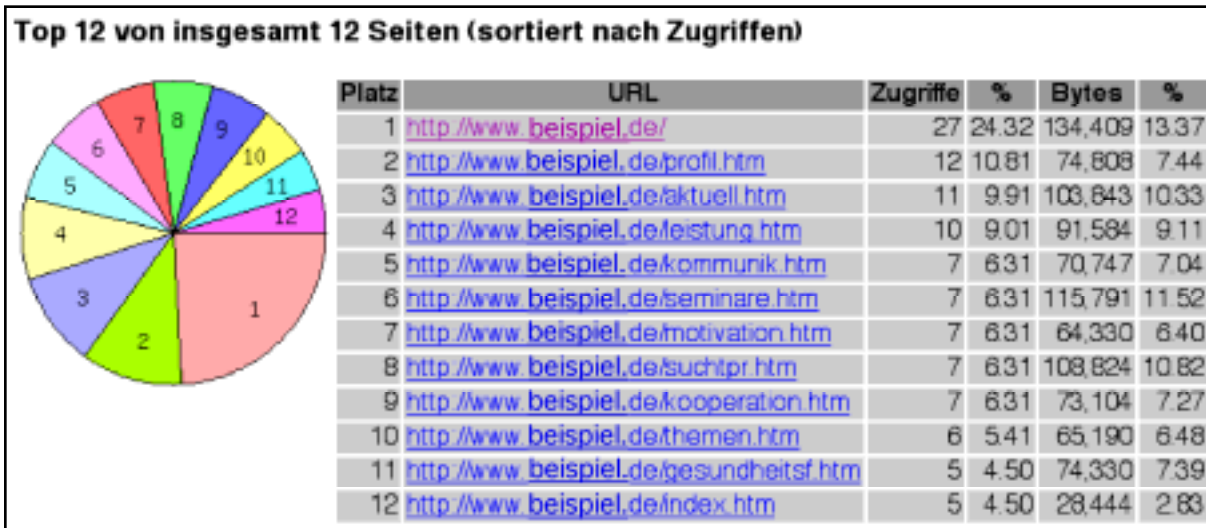 Top 12 von insgesamt 12 Seiten (sortiert nach Zugriffen)
Platz URL Zugriffe % Bytes %
1 http://www.beispiel.de/ 27 24.32 134,409 13.37
2 http://www.beispiel.de/profil.htm 12 10.81 74,808 7.44
3 http://www.beispiel.de/aktuell.htm 11 9.91 103,843 10.33
4 http://www.beispiel.de/leistung.htm 10 9.01 91,584 9.11
5 http://www.beispiel.de/kommunik.htm 7 6.31 70,747 7.04
6 http://www.beispiel.de/seminare.htm 7 6.31 115,791 11.52
7 http://www.beispiel.de/motivation.htm 7 6.31 64,330 6.40
8 http://www.beispiel.de/suchtpr.htm 7 6.31 108,824 10.82
9 http://www.beispiel.de/kooperation.htm 7 6.31 73,104 7.27
10 http://www.beispiel.de/themen.htm 6 5.41 65,190 6.48
11 http://www.beispiel.de/gesundheitsf.htm 5 4.50 74,330 7.39
12 http://www.beispiel.de/index.htm 5 4.50 28,444 2.83
1
2
3
4
5
6
7
8
9
10
11
12